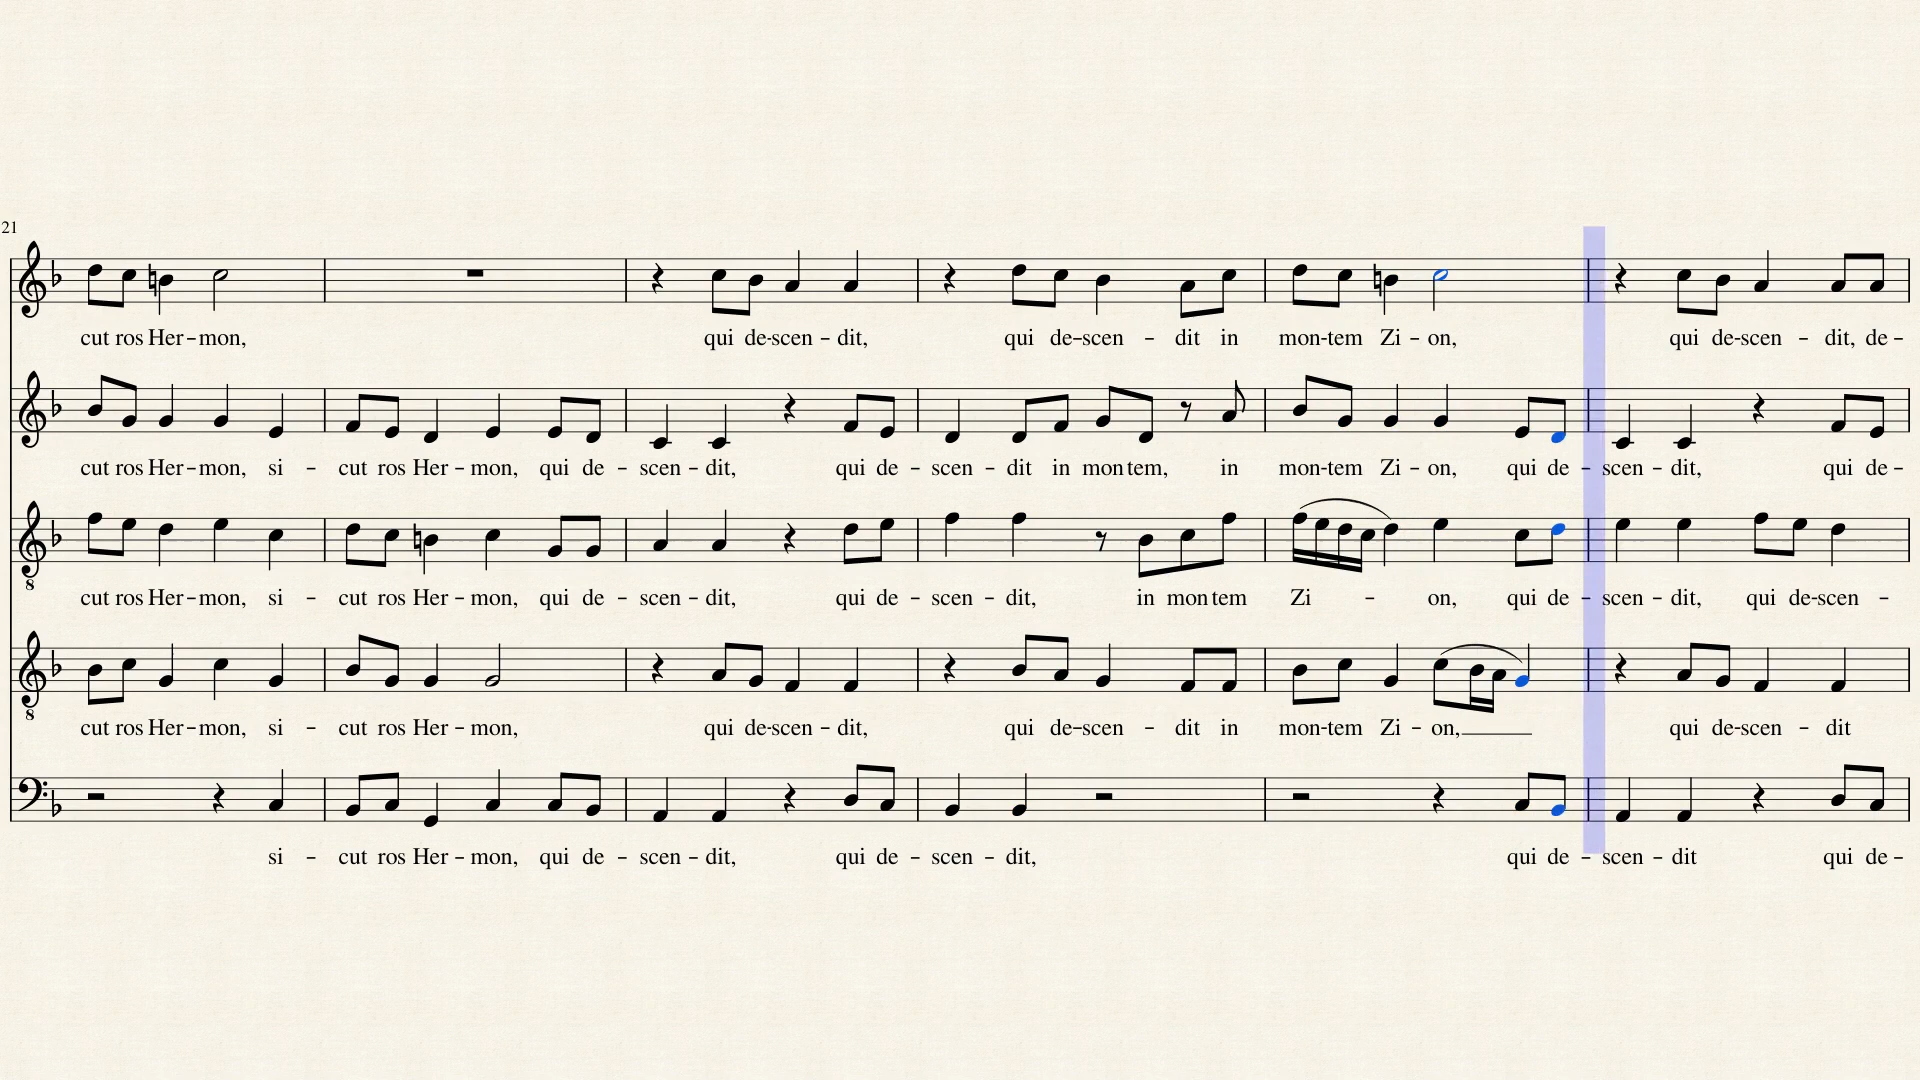 21
cut ros Her-mon, qui de-scen-dit, qui de-scen-dit in mon-tem Zi-on, qui de-scen-dit, de-
cut ros Her-mon, si-cut ros Her-mon, qui de-scen-dit, qui de-scen-dit in mon tem, in mon-tem Zi-on, qui de-scen-dit, qui de-
8
cut ros Her-mon, si-cut ros Her-mon, qui de-scen-dit, qui de-scen-dit, in mon tem Zi-on, qui de-scen-dit, qui de-scen-
8
cut ros Her-mon, si-cut ros Her-mon, qui de-scen-dit, qui de-scen-dit in mon-tem Zi-on, qui de-scen-dit
si-cut ros Her-mon, qui de-scen-dit, qui de-scen-dit, qui de-scen-dit qui de-